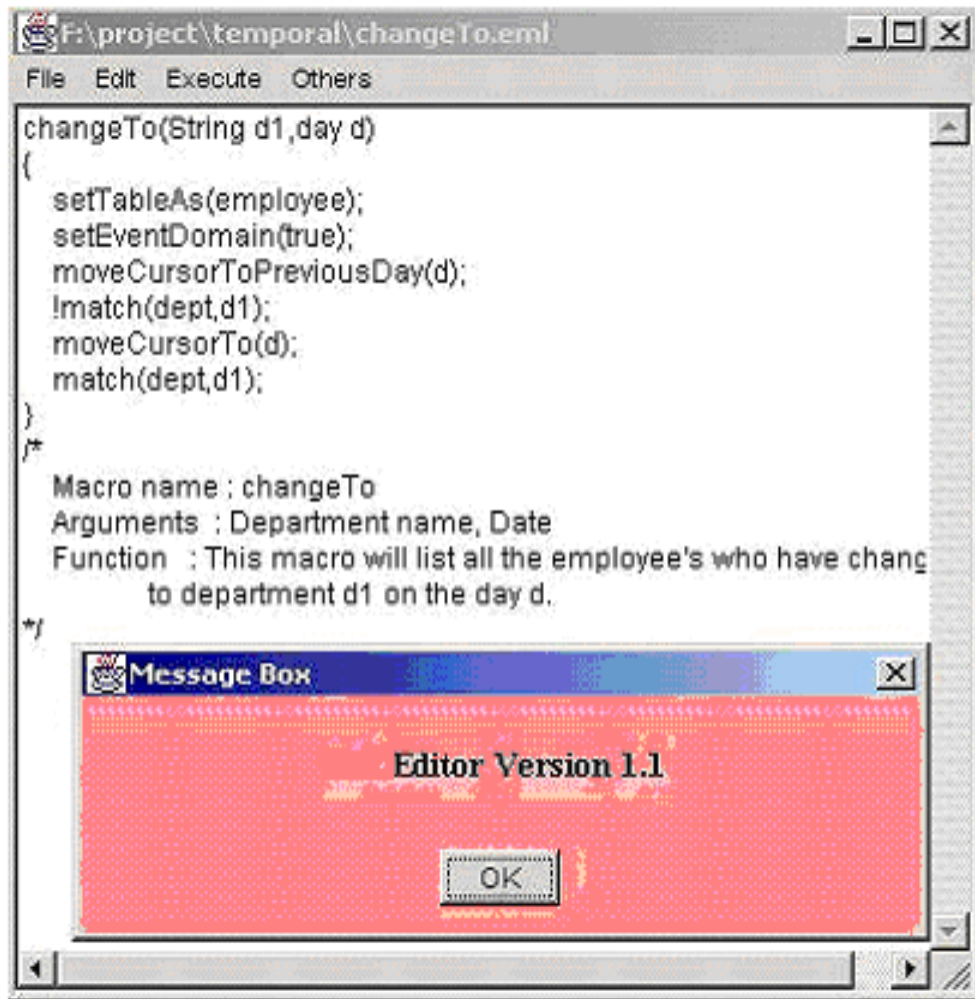 F:\project\temporal\changeTo.eml
File Edit Execute Others
changeTo(String d1,day d)
{
setTableAs(employee);
setEventDomain(true);
moveCursorToPreviousDay(d);
!match(dept,d1);
moveCursorTo(d);
match(dept,d1);
}
/*
Macro name : changeTo
Arguments : Department name, Date
Function : This macro will list all the employee's who have chang
to department d1 on the day d.
*/
Message Box
Editor Version 1.1
OK